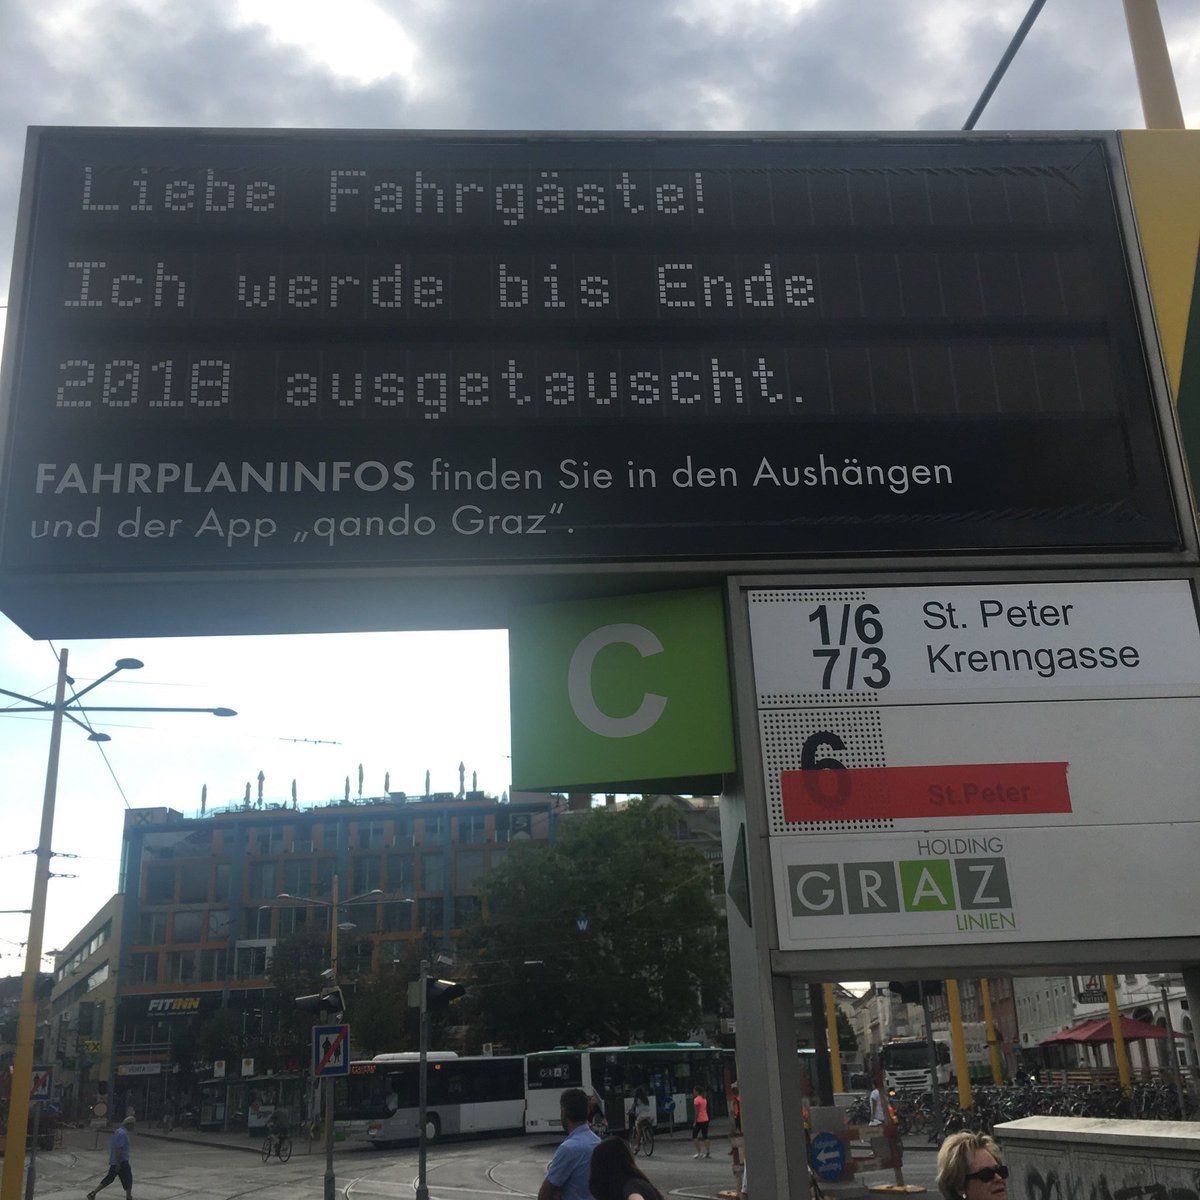 Liebe Fahrgäste!
Ich werde bis Ende
2018 ausgetauscht.
FAHRPLANINFOS finden Sie in den Aushängen
und der App „qando Graz“.
C
1/6 St. Peter
7/3 Krenngasse
6 St.Peter
HOLDING
GRAZ
LINIEN
FITINN
W
GRAZ